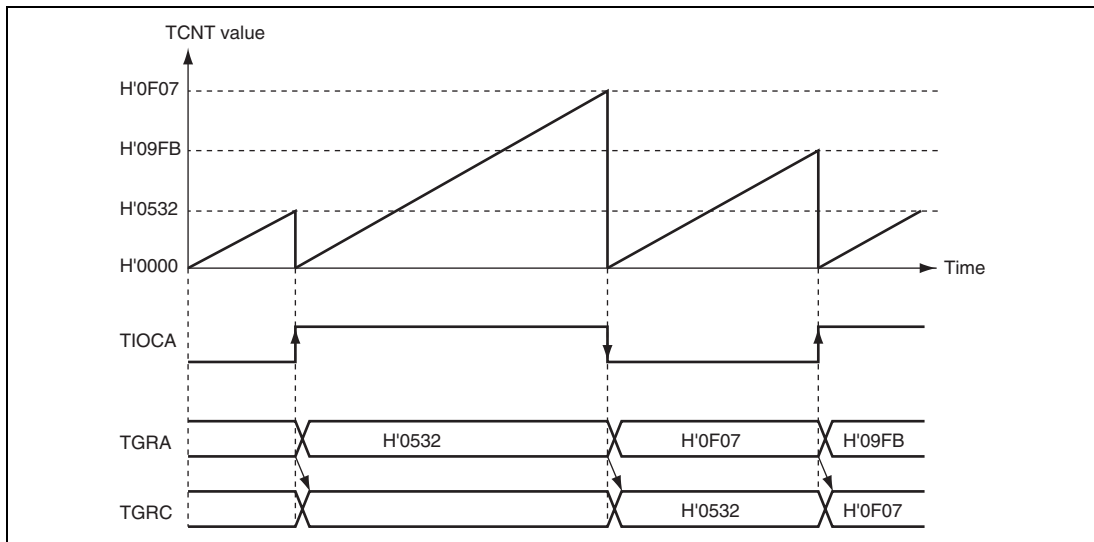 TCNT value
H'0F07
H'09FB
H'0532
H'0000
Time
TIOCA
TGRA
H'0532
H'0F07
H'09FB
TGRC
H'0532
H'0F07